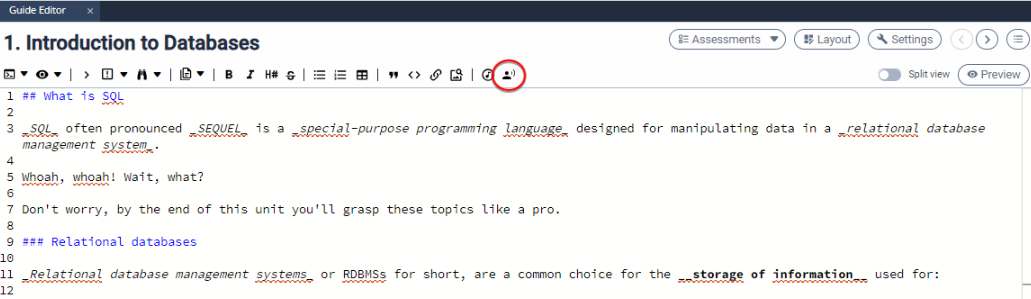 Guide Editor ×
1. Introduction to Databases
Assessments Layout Settings
B I H# S
Split view Preview
1 ## What is SQL
2
3 _SQL_ often pronounced _SEQUEL_ is a _special-purpose programming language_ designed for manipulating data in a _relational database
management system_.
4
5 Whoah, whoah! Wait, what?
6
7 Don't worry, by the end of this unit you'll grasp these topics like a pro.
8
9 ### Relational databases
10
11 _Relational database management systems_ or RDBMSs for short, are a common choice for the __storage of information__ used for:
12